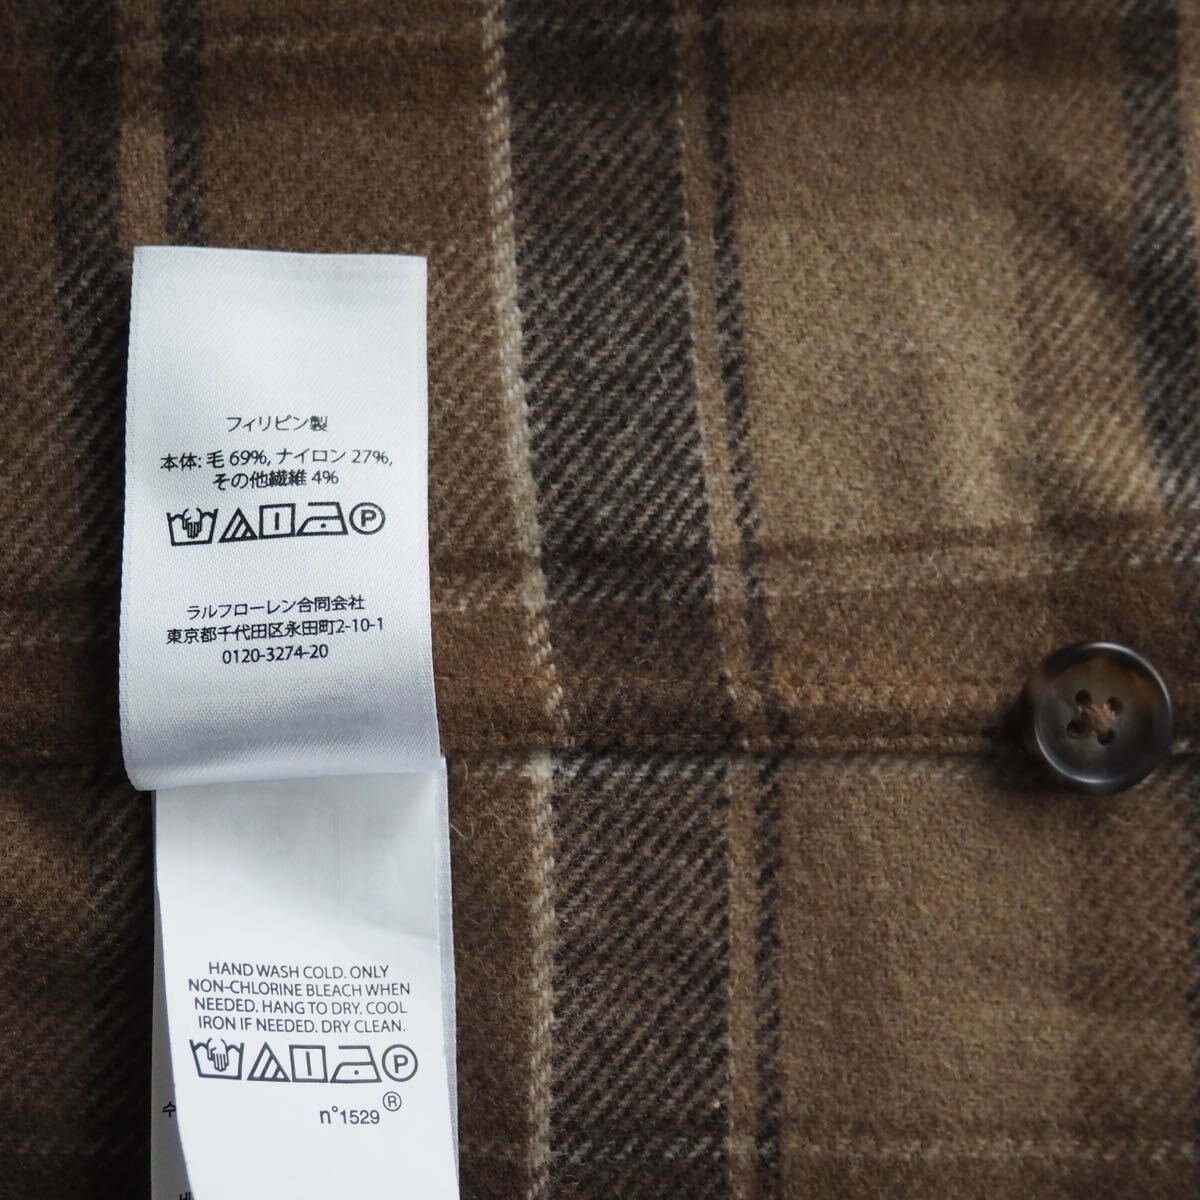 フィリピン製
本体: 毛 69%, ナイロン 27%,
その他繊維 4%
P
ラルフローレン合同会社
東京都千代田区永田町2-10-1
0120-3274-20
HAND WASH COLD. ONLY
NON-CHLORINE BLEACH WHEN
NEEDED. HANG TO DRY. COOL
IRON IF NEEDED. DRY CLEAN.
P
n°1529 ®
수